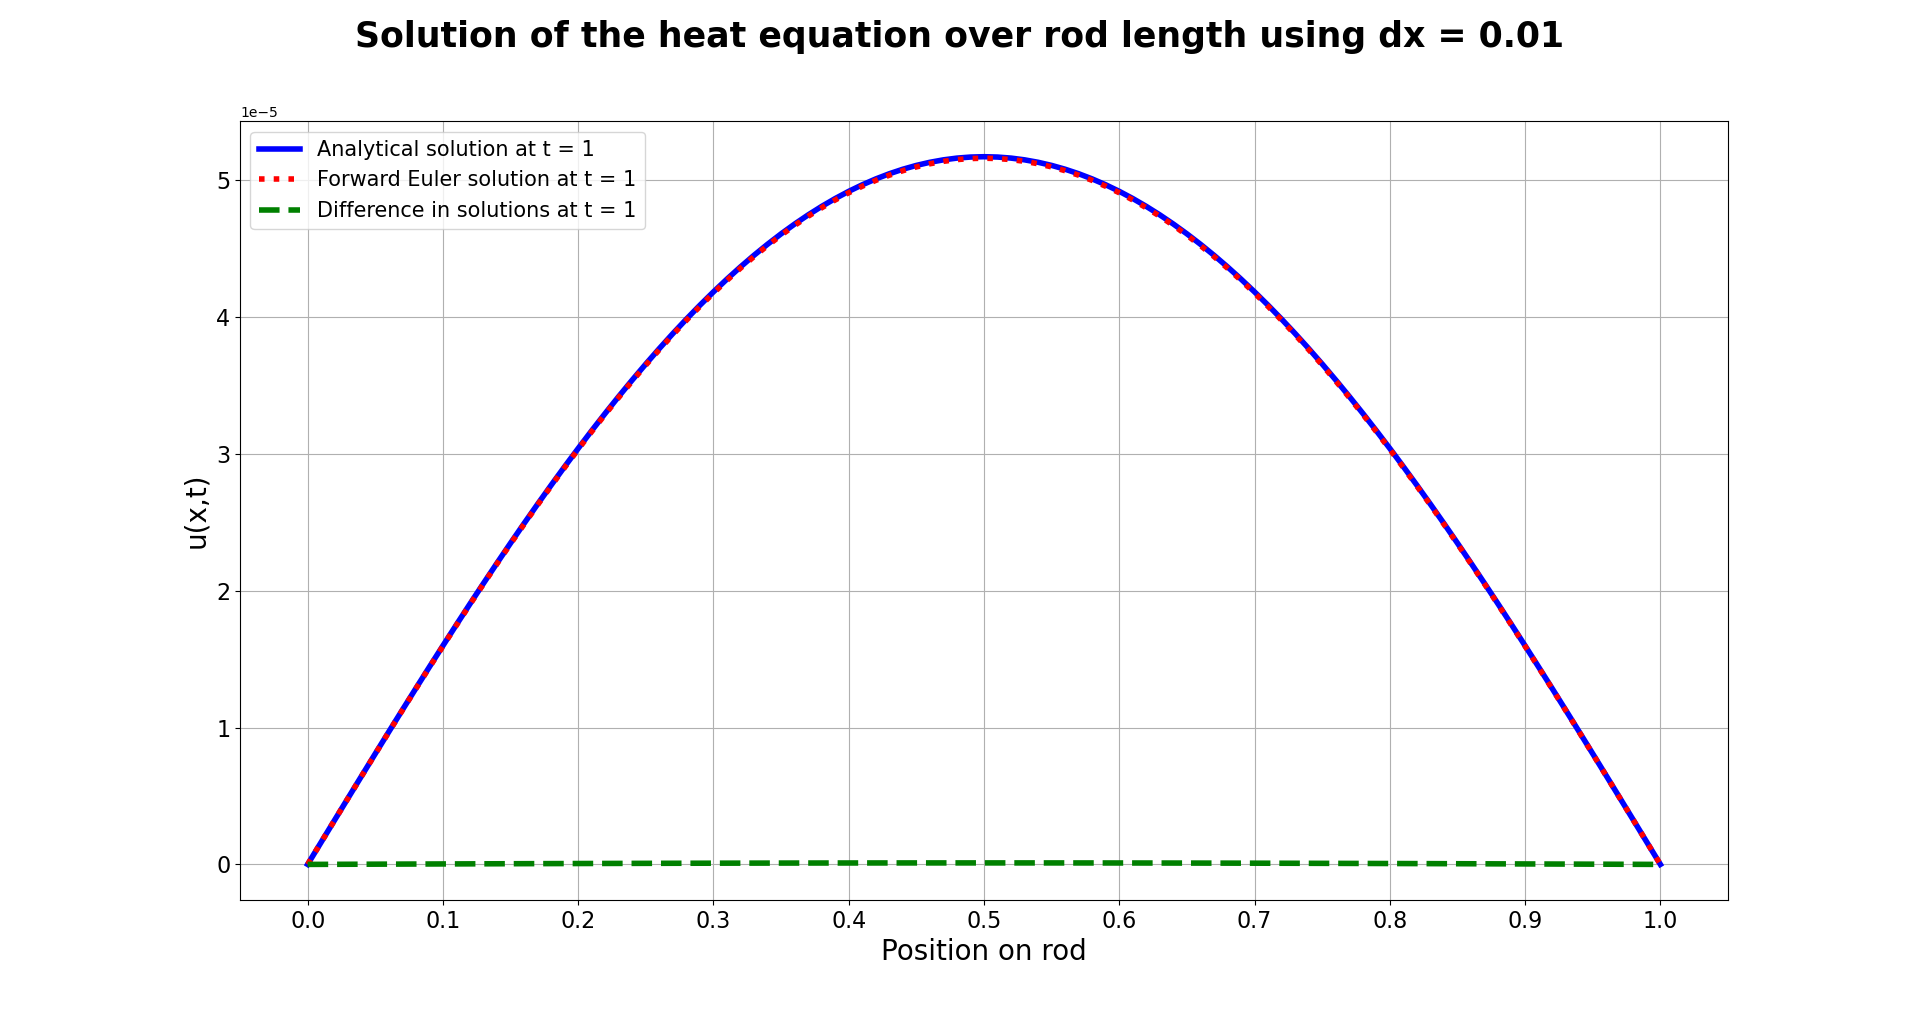 Solution of the heat equation over rod length using dx = 0.01
1e−5
Analytical solution at t = 1
Forward Euler solution at t = 1
Difference in solutions at t = 1
5
4
3
2
1
0
u(x,t)
0.0 0.1 0.2 0.3 0.4 0.5 0.6 0.7 0.8 0.9 1.0
Position on rod